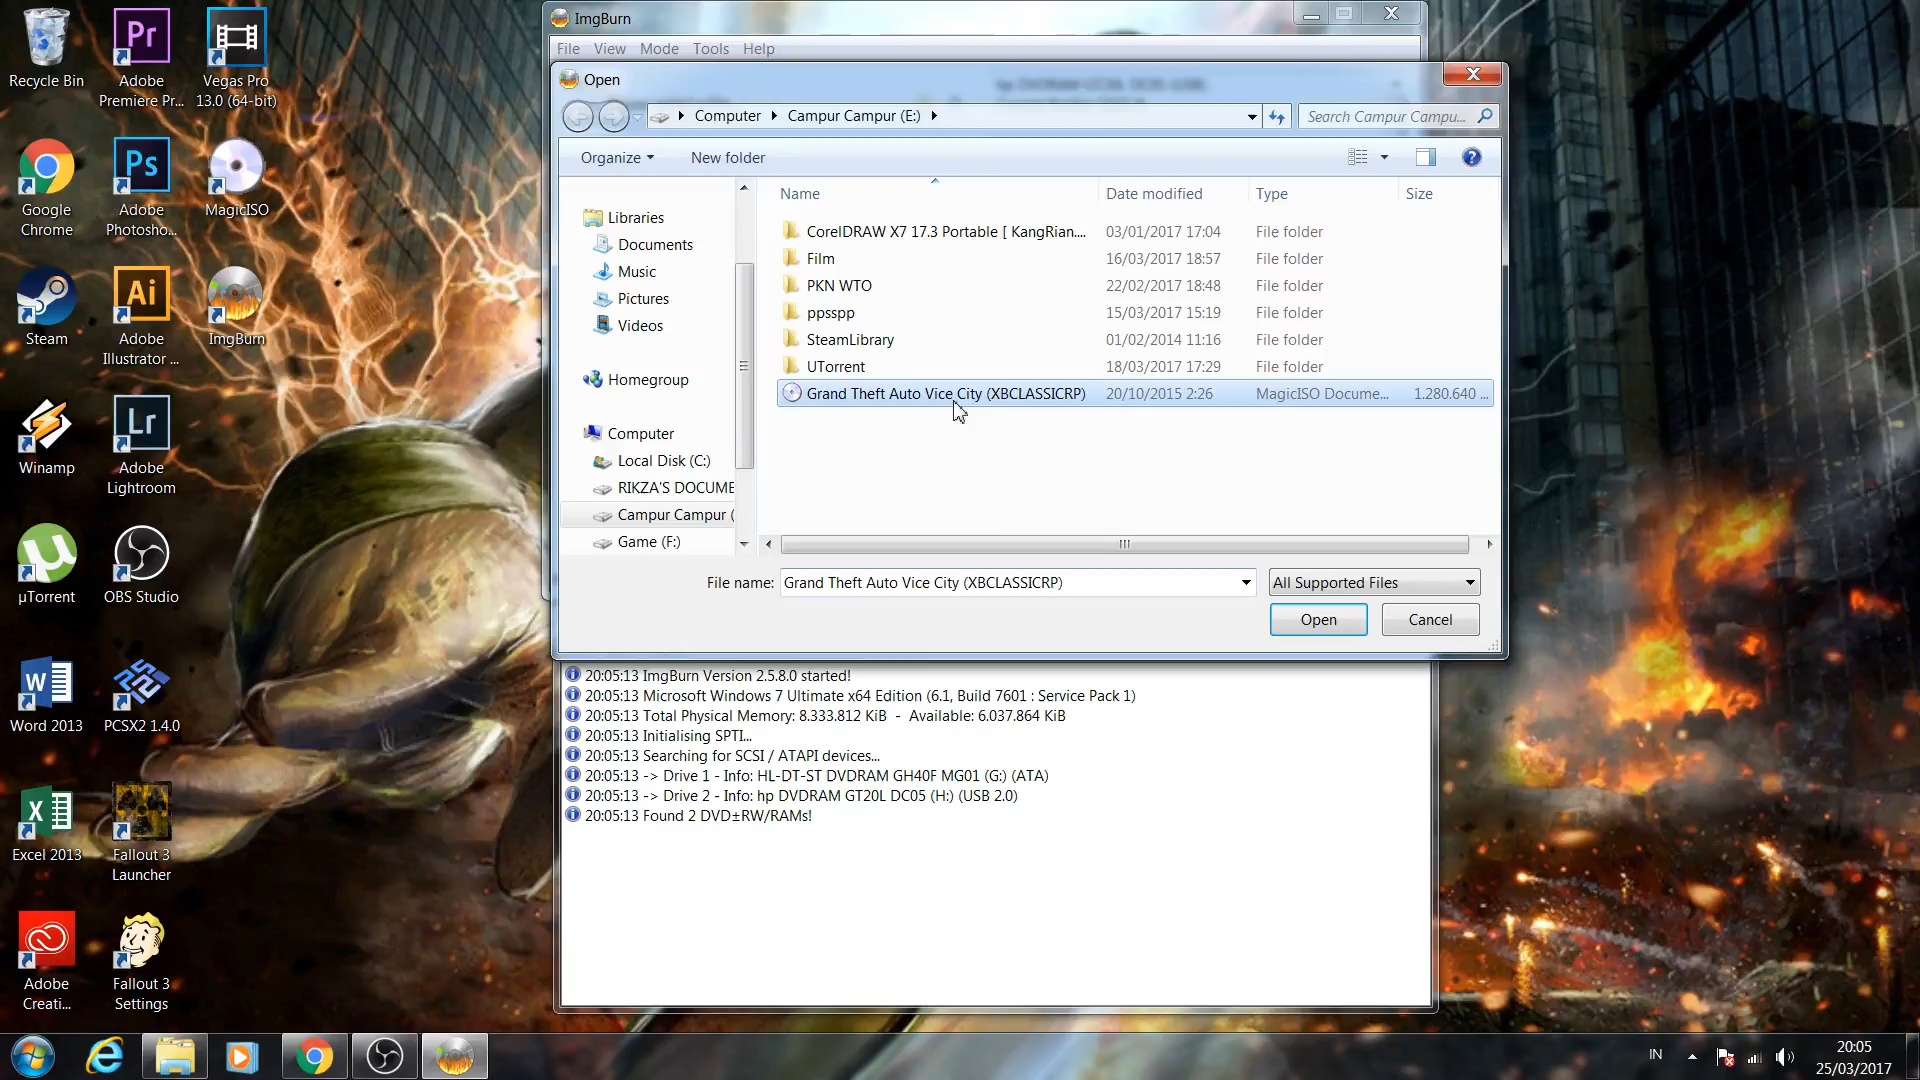 Recycle Bin
Adobe Premiere Pr...
Vegas Pro 13.0 (64-bit)
Google Chrome
Adobe Photosho...
MagicISO
Steam
Adobe Illustrator ...
ImgBurn
Winamp
Adobe Lightroom
µTorrent
OBS Studio
Word 2013
PCSX2 1.4.0
Excel 2013
Fallout 3 Launcher
Adobe Creati...
Fallout 3 Settings
ImgBurn
File View Mode Tools Help
Open
Computer Campur Campur (E:)
Search Campur Campu...
Organize New folder
Libraries
Documents
Music
Pictures
Videos
Homegroup
Computer
Local Disk (C:)
RIKZA'S DOCUME
Campur Campur (
Game (F:)
Name Date modified Type Size
CorelDRAW X7 17.3 Portable [ KangRian.... 03/01/2017 17:04 File folder
Film 16/03/2017 18:57 File folder
PKN WTO 22/02/2017 18:48 File folder
ppsspp 15/03/2017 15:19 File folder
SteamLibrary 01/02/2014 11:16 File folder
UTorrent 18/03/2017 17:29 File folder
Grand Theft Auto Vice City (XBCLASSICRP) 20/10/2015 2:26 MagicISO Docume... 1.280.640 ...
File name: Grand Theft Auto Vice City (XBCLASSICRP) All Supported Files
Open Cancel
20:05:13 ImgBurn Version 2.5.8.0 started!
20:05:13 Microsoft Windows 7 Ultimate x64 Edition (6.1, Build 7601 : Service Pack 1)
20:05:13 Total Physical Memory: 8.333.812 KiB - Available: 6.037.864 KiB
20:05:13 Initialising SPTI...
20:05:13 Searching for SCSI / ATAPI devices...
20:05:13 -> Drive 1 - Info: HL-DT-ST DVDRAM GH40F MG01 (G:) (ATA)
20:05:13 -> Drive 2 - Info: hp DVDRAM GT20L DC05 (H:) (USB 2.0)
20:05:13 Found 2 DVD±RW/RAMs!
IN
20:05
25/03/2017